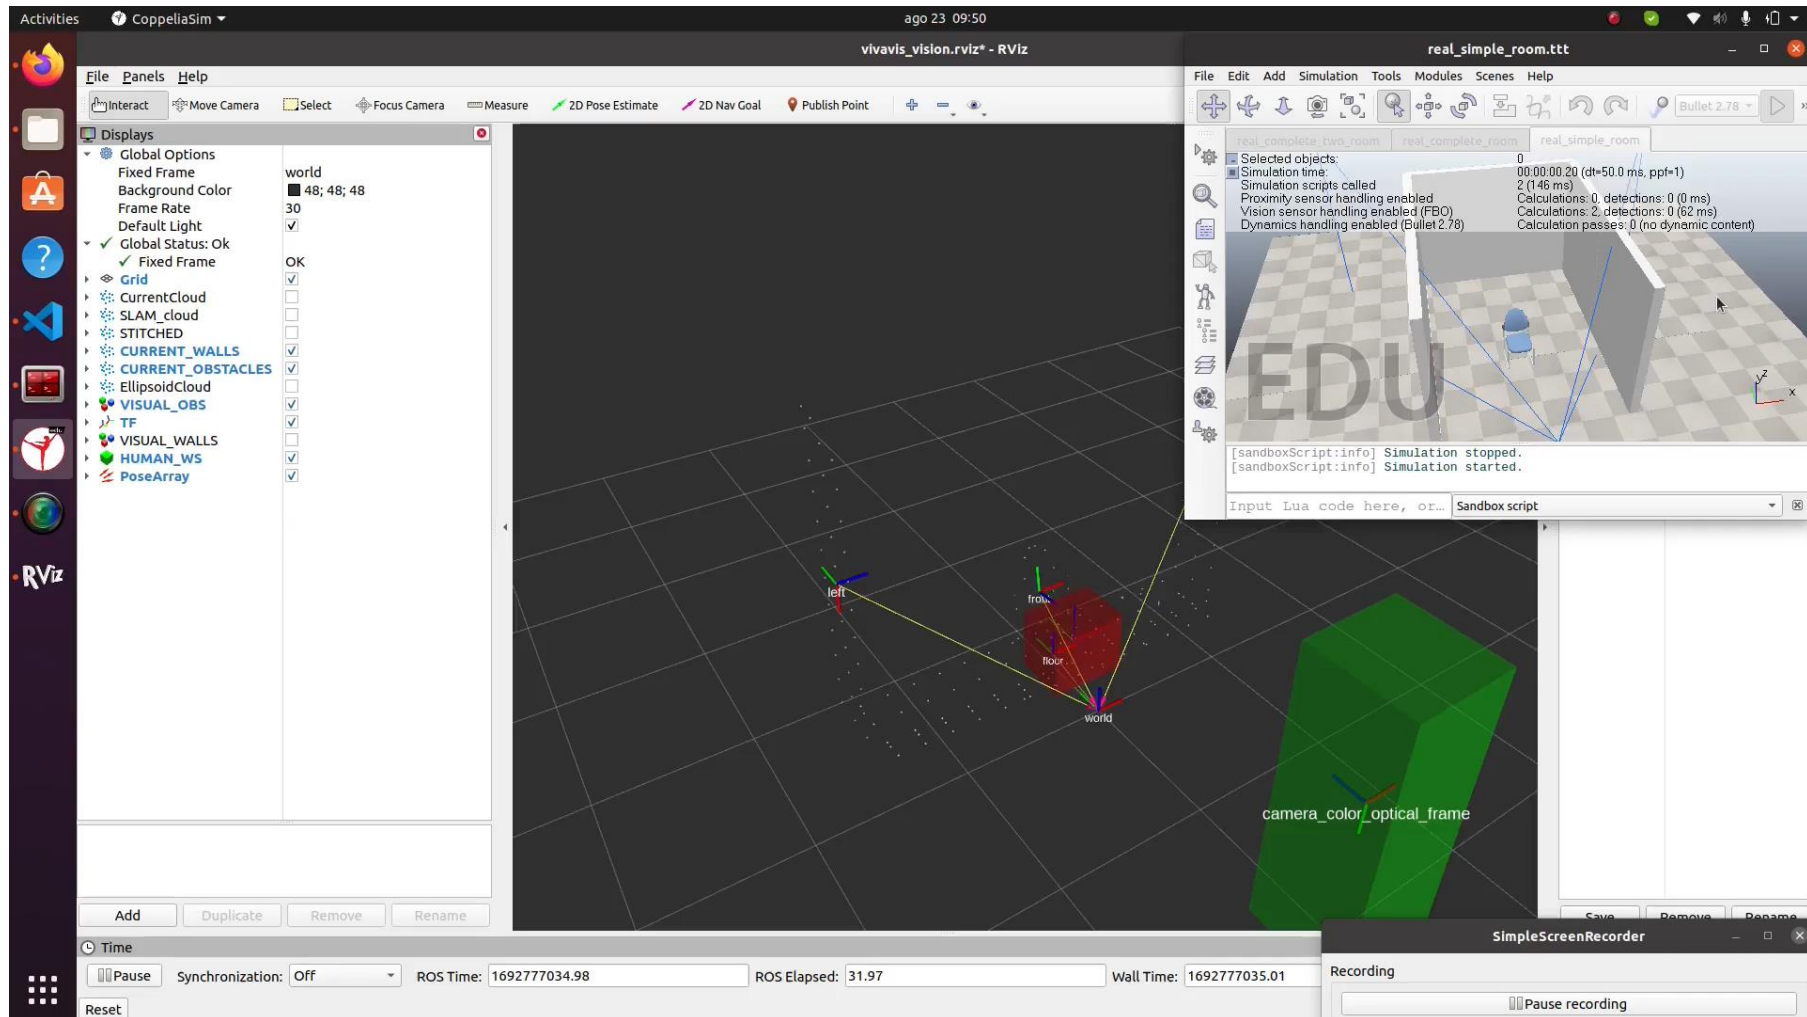 Activities
CoppeliaSim
ago 23 09:50
vivavis_vision.rviz* - RViz
File Panels Help
Interact Move Camera Select Focus Camera Measure 2D Pose Estimate 2D Nav Goal Publish Point
Displays
Global Options
Fixed Frame world
Background Color 48; 48; 48
Frame Rate 30
Default Light
Global Status: Ok
Fixed Frame OK
Grid
CurrentCloud
SLAM_cloud
STITCHED
CURRENT_WALLS
CURRENT_OBSTACLES
EllipsoidCloud
VISUAL_OBS
TF
VISUAL_WALLS
HUMAN_WS
PoseArray
Add Duplicate Remove Rename
left
floor
world
camera_color_optical_frame
real_simple_room.ttt
File Edit Add Simulation Tools Modules Scenes Help
Bullet 2.78
real_complete_two_room real_complete_room real_simple_room
Selected objects: 0
Simulation time: 00:00:00.20 (dt=50.0 ms, ppf=1)
Simulation scripts called 2 (146 ms)
Proximity sensor handling enabled Calculations: 0, detections: 0 (0 ms)
Vision sensor handling enabled (FBO) Calculations: 2, detections: 0 (62 ms)
Dynamics handling enabled (Bullet 2.78) Calculation passes: 0 (no dynamic content)
EDU
z
y
x
[sandboxScript:info] Simulation stopped.
[sandboxScript:info] Simulation started.
Input Lua code here, or... Sandbox script
Save Remove Rename
Time
Pause Synchronization: Off ROS Time: 1692777034.98 ROS Elapsed: 31.97 Wall Time: 1692777035.01
Reset
SimpleScreenRecorder
Recording
Pause recording
edu
RViz